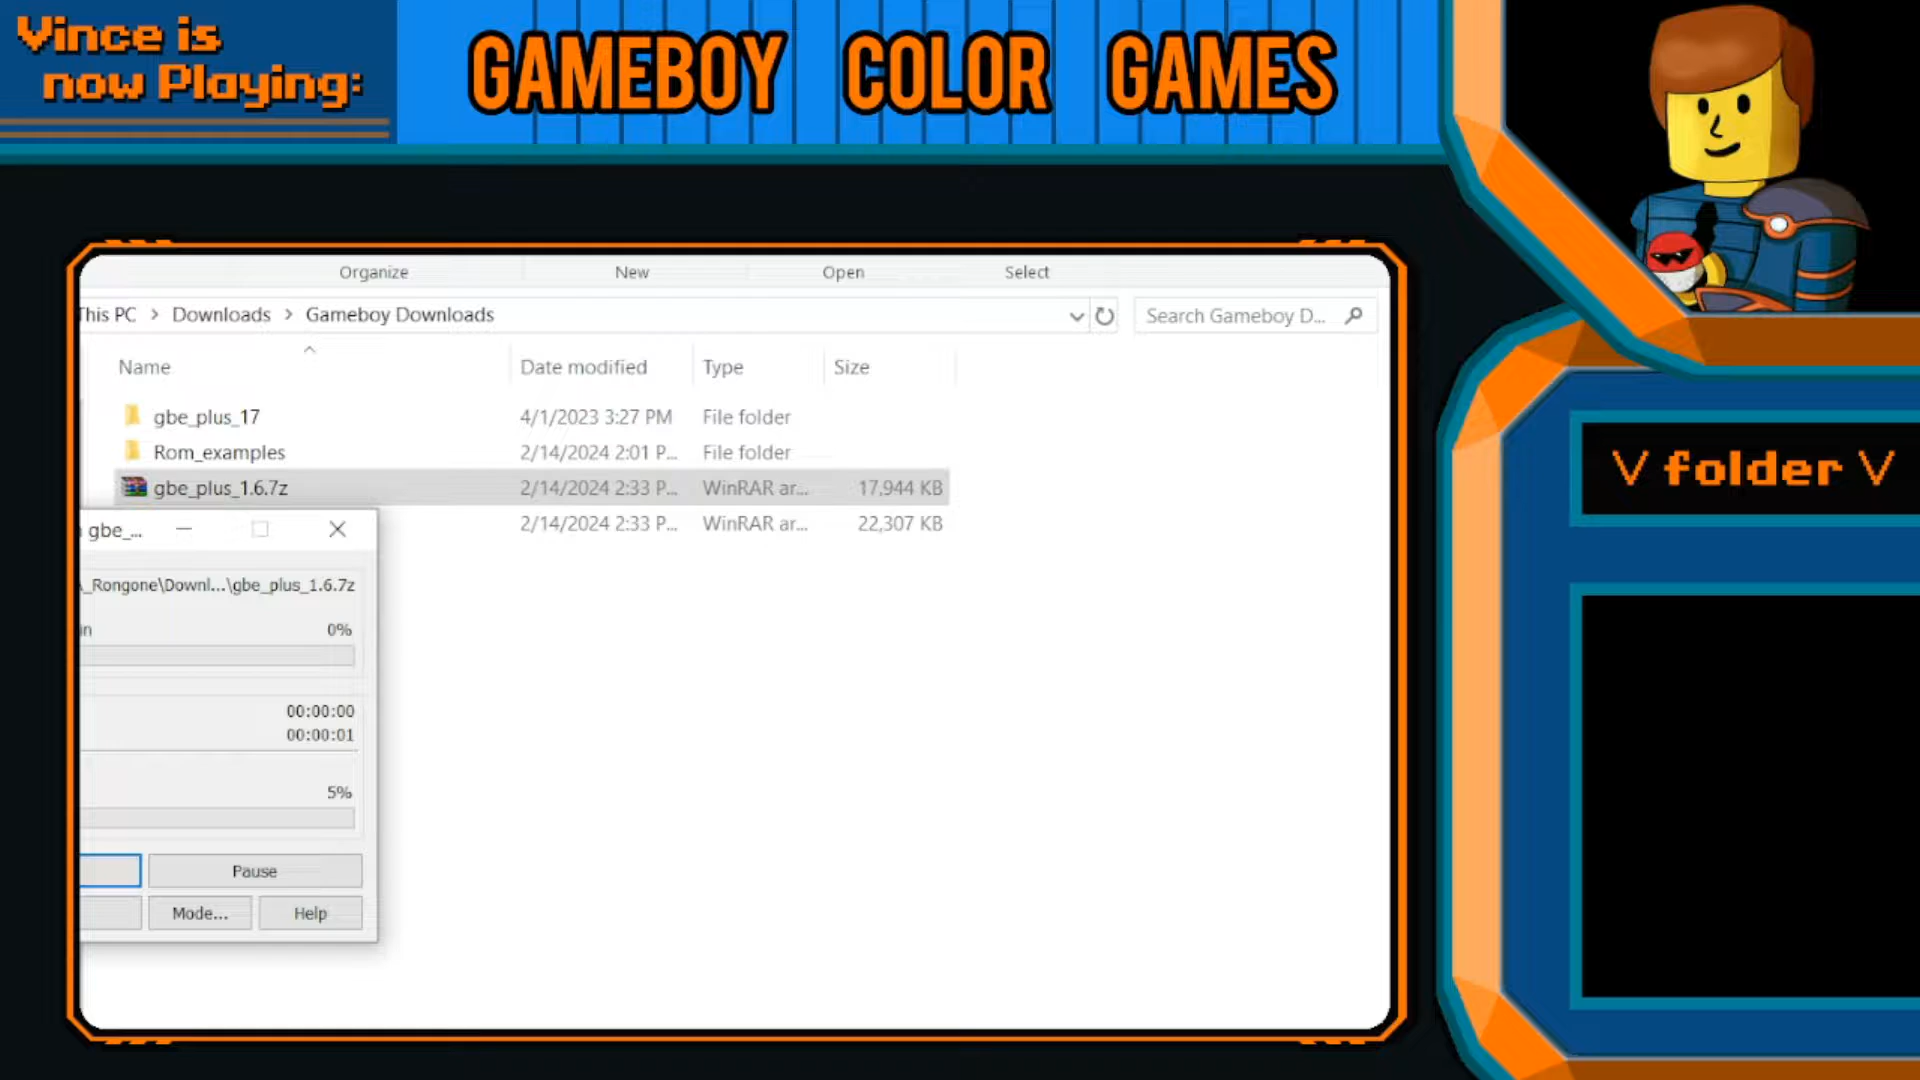 Vince is
now Playing:
GAMEBOY COLOR GAMES
Organize New Open Select
This PC > Downloads > Gameboy Downloads
Search Gameboy D...
Name Date modified Type Size
gbe_plus_17 4/1/2023 3:27 PM File folder
Rom_examples 2/14/2024 2:01 P... File folder
gbe_plus_1.6.7z 2/14/2024 2:33 P... WinRAR ar... 17,944 KB
2/14/2024 2:33 P... WinRAR ar... 22,307 KB
gbe_...
\_Rongone\Downl...\gbe_plus_1.6.7z
in 0%
00:00:00
00:00:01
5%
Pause
Mode... Help
V folder V